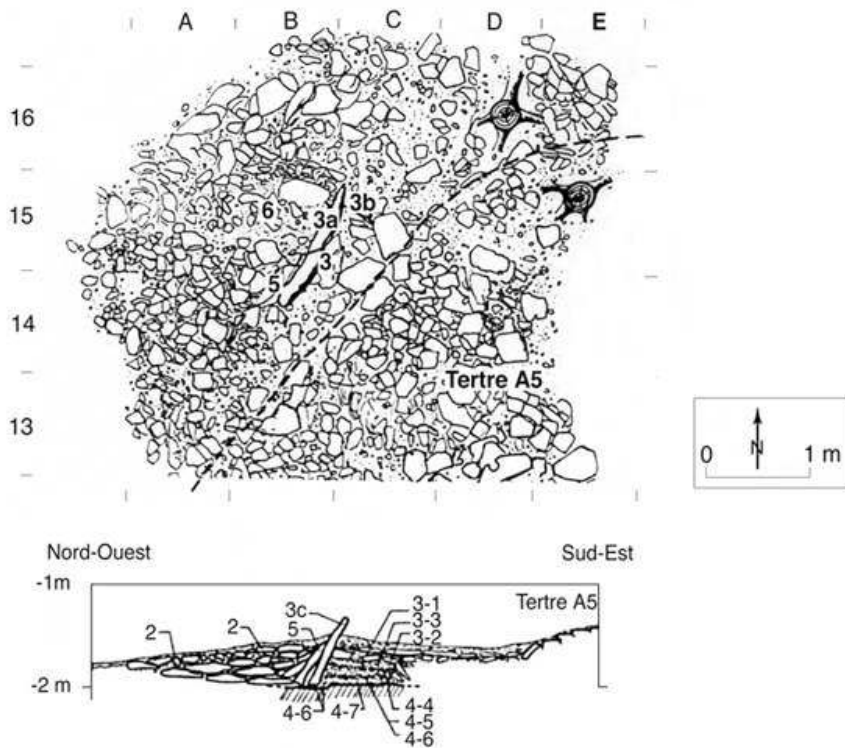 A B C D E
16
15
14
13
6
3a
3b
3
5
Tertre A5
N
0 1 m
Nord-Ouest
Sud-Est
-1m
-2 m
Tertre A5
2
2
3c
5
3-1
3-3
3-2
4-6
4-7
4-4
4-5
4-6